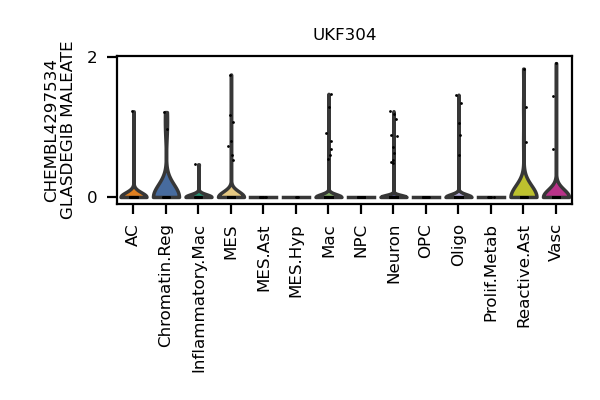 UKF304
CHEMBL4297534
GLASDEGIB MALEATE
2
0
AC
Chromatin.Reg
Inflammatory.Mac
MES
MES.Ast
MES.Hyp
Mac
NPC
Neuron
OPC
Oligo
Prolif.Metab
Reactive.Ast
Vasc